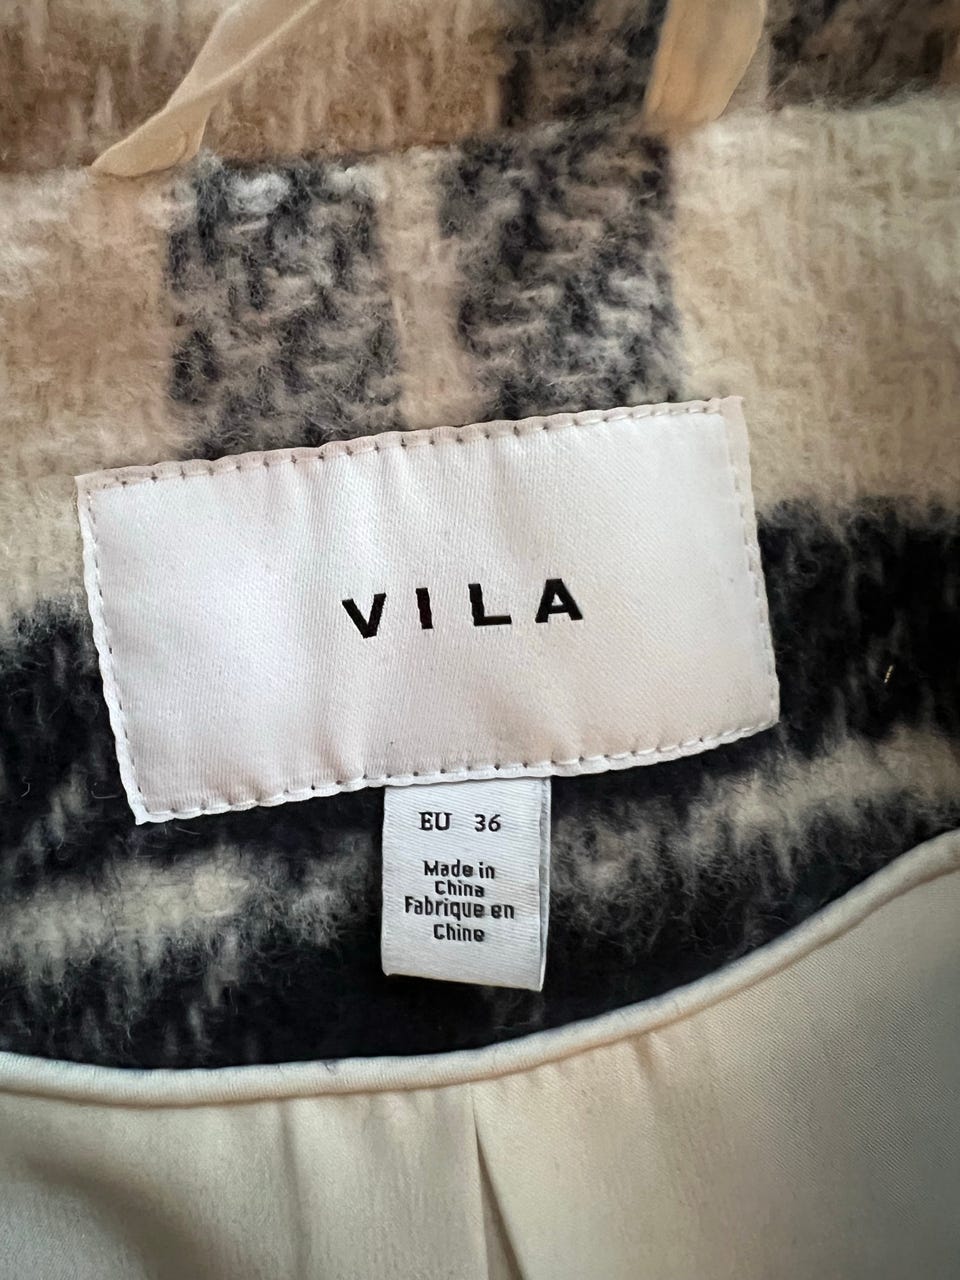 VILA
EU 36
Made in
China
Fabrique en
Chine